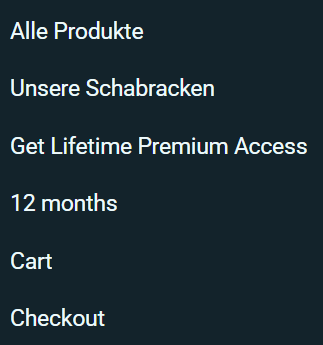 Alle Produkte
Unsere Schabracken
Get Lifetime Premium Access
12 months
Cart
Checkout